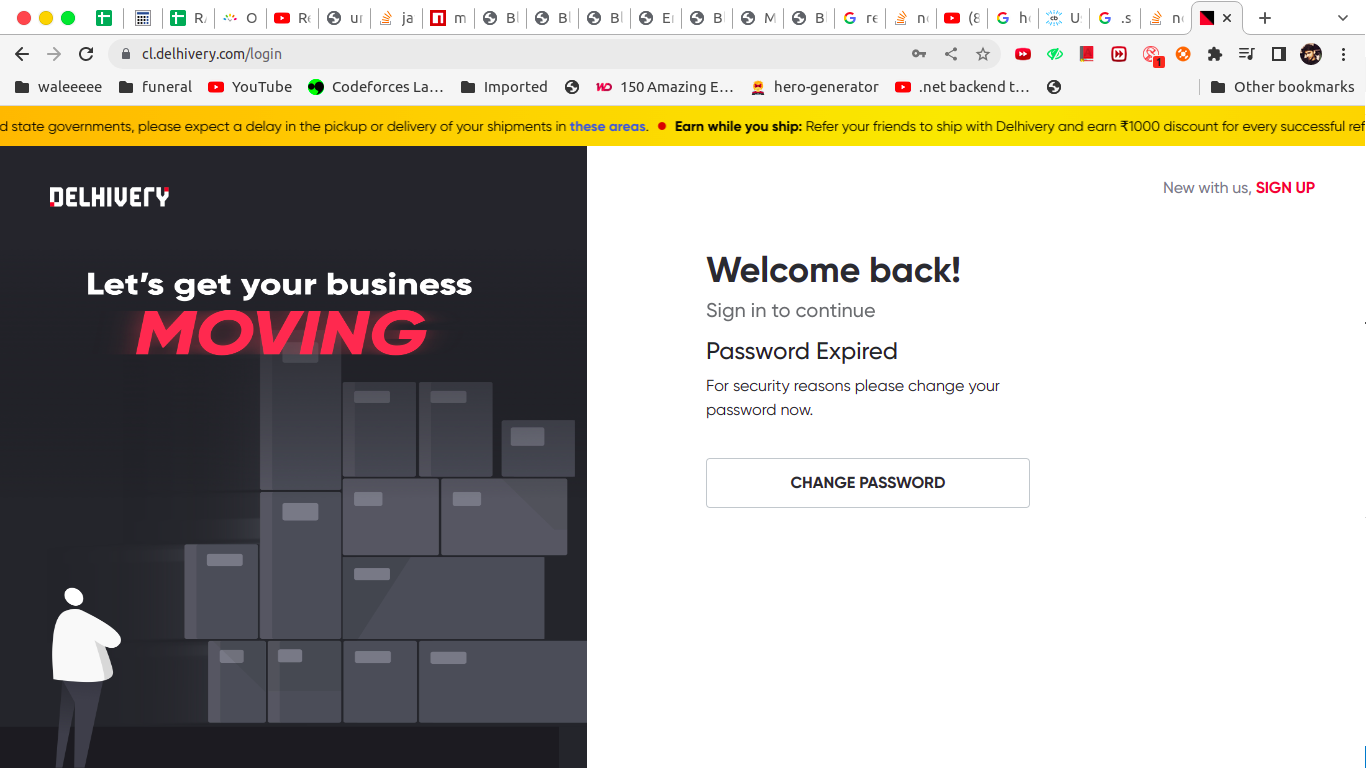 RA
O
Re
ur
ja
m
Bl
Bl
Bl
Er
Bl
M
B
re
n
(8
ho
U
.s
no
cl.delhivery.com/login
1
waleeeee
funeral
YouTube
Codeforces La…
Imported
150 Amazing E…
hero-generator
.net backend t…
Other bookmarks
d state governments, please expect a delay in the pickup or delivery of your shipments in these areas. Earn while you ship: Refer your friends to ship with Delhivery and earn ₹1000 discount for every successful ref
DELHIVERY
New with us, SIGN UP
Let's get your business
MOVING
Welcome back!
Sign in to continue
Password Expired
For security reasons please change your
password now.
CHANGE PASSWORD